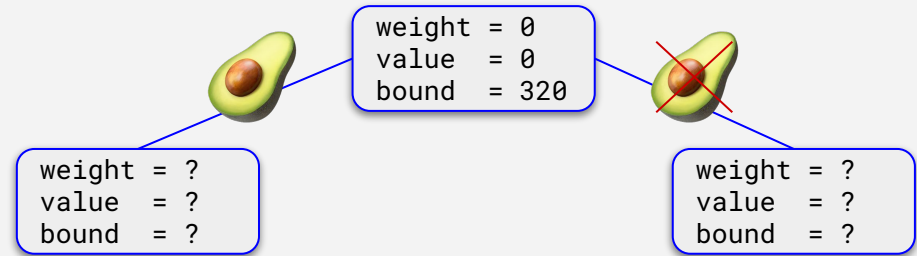 weight = 0
value  = 0
bound  = 320
weight = ?
value  = ?
bound  = ?
weight = ?
value  = ?
bound  = ?